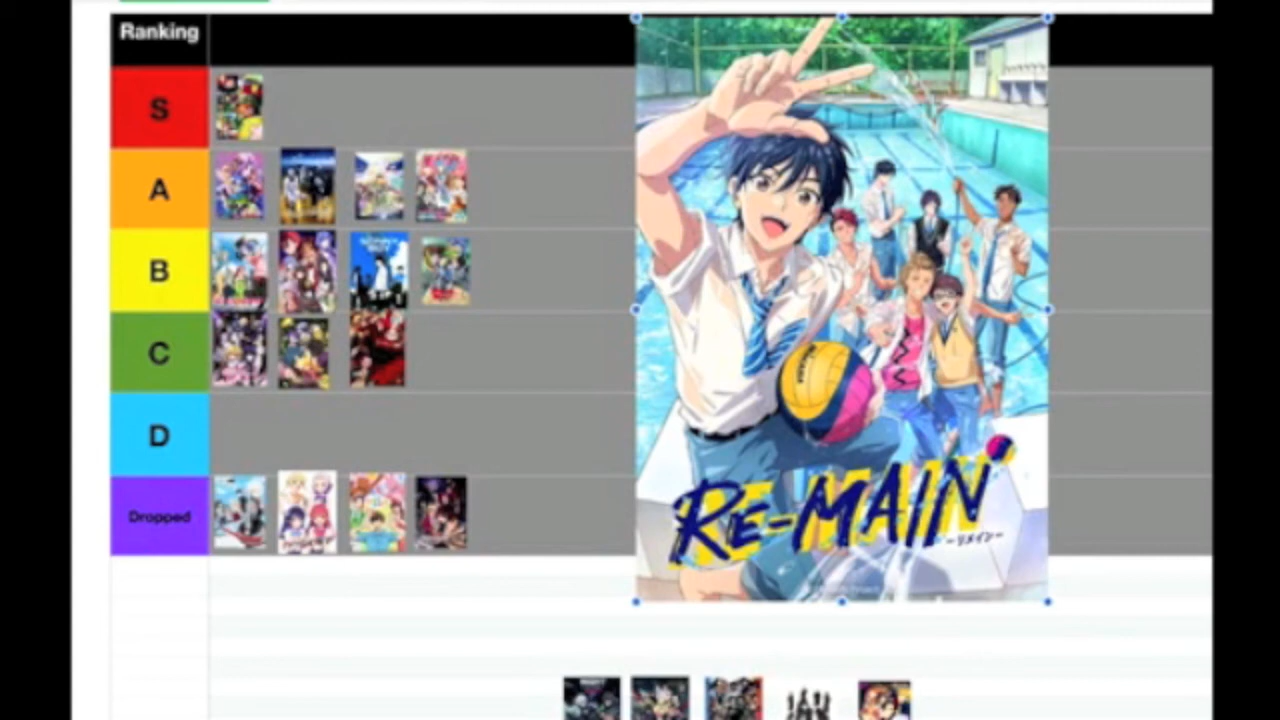 Ranking
S
A
B
C
D
Dropped
RE-MAIN
-リメイン-